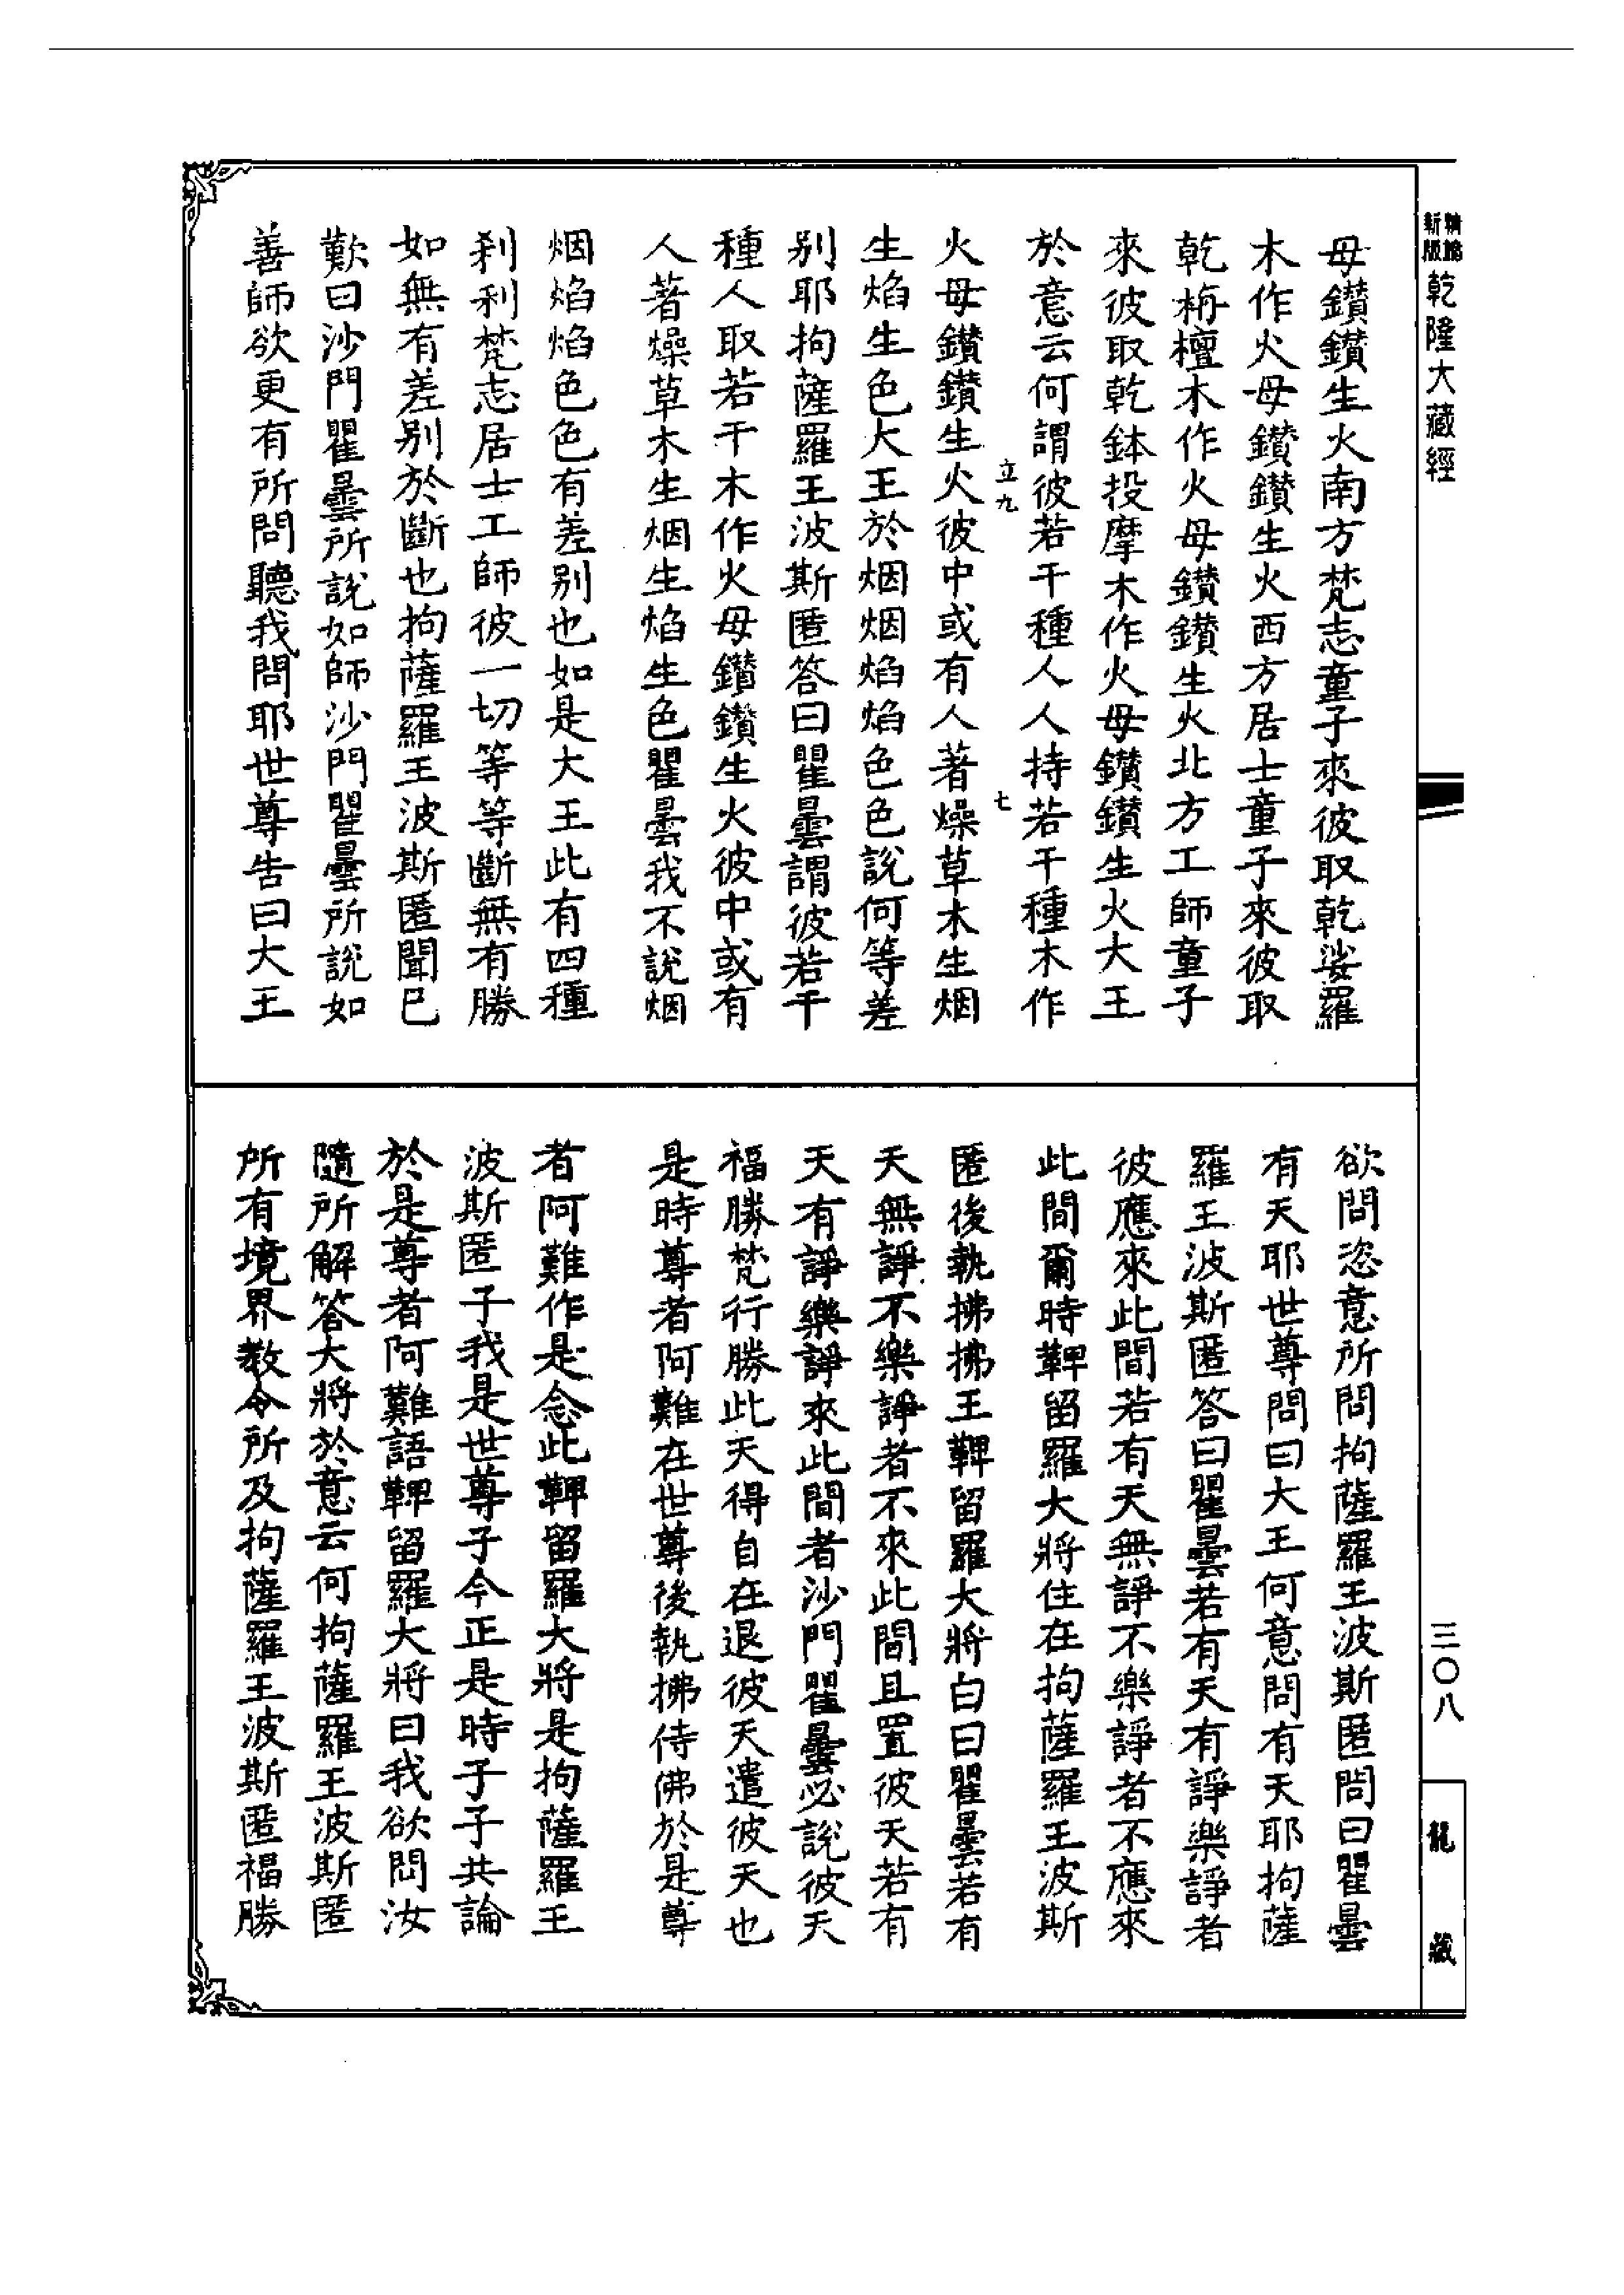 精縮
新版
乾隆大藏經
三〇八
龍藏
母鑽鑽生火南方梵志童子來彼取乾娑羅
木作火母鑽鑽生火西方居士童子來彼取
乾栴檀木作火母鑽鑽生火北方工師童子
來彼取乾鉢投摩木作火母鑽鑽生火大王
於意云何謂彼若干種人人持若干種木作
立九
七
火母鑽鑽生火彼中或有人著燥草木生烟
生焰生色大王於烟烟焰焰色色說何等差
別耶拘薩羅王波斯匿答曰瞿曇謂彼若干
種人取若干木作火母鑽鑽生火彼中或有
人著燥草木生烟生焰生色瞿曇我不說烟
烟焰焰色色有差別也如是大王此有四種
刹利梵志居士工師彼一切等等斷無有勝
如無有差別於斷也拘薩羅王波斯匿聞已
歎曰沙門瞿曇所說如師沙門瞿曇所說如
善師欲更有所問聽我問耶世尊告曰大王
欲問恣意所問拘薩羅王波斯匿問曰瞿曇
有天耶世尊問曰大王何意問有天耶拘薩
羅王波斯匿答曰瞿曇若有天有諍樂諍者
彼應來此間若有天無諍不樂諍者不應來
此間爾時鞞留羅大將住在拘薩羅王波斯
匿後執拂拂王鞞留羅大將白曰瞿曇若有
天無諍不樂諍者不來此間且置彼天若有
天有諍樂諍來此間者沙門瞿曇必說彼天
福勝梵行勝此天得自在退彼天遣彼天也
是時尊者阿難在世尊後執拂侍佛於是尊
者阿難作是念此鞞留羅大將是拘薩羅王
波斯匿子我是世尊子今正是時子子共論
於是尊者阿難語鞞留羅大將曰我欲問汝
隨所解答大將於意云何拘薩羅王波斯匿
所有境界教令所及拘薩羅王波斯匿福勝